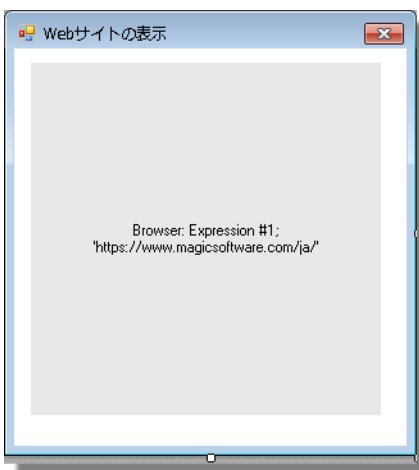 Webサイトの表示
Browser: Expression #1;
'https://www.magicsoftware.com/ja/'